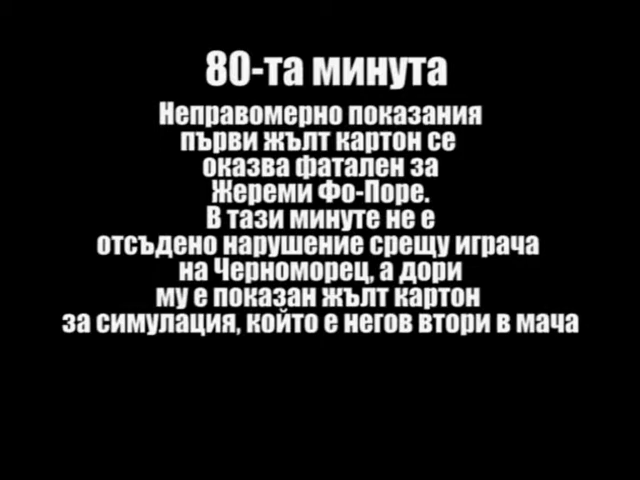 80-та минута
Неправомерно показания
първи жълт картон се
оказва фатален за
Жереми Фо-Поре.
В тази минуте не е
отсъдено нарушение срещу играча
на Черноморец, а дори
му е показан жълт картон
за симулация, който е негов втори в мача